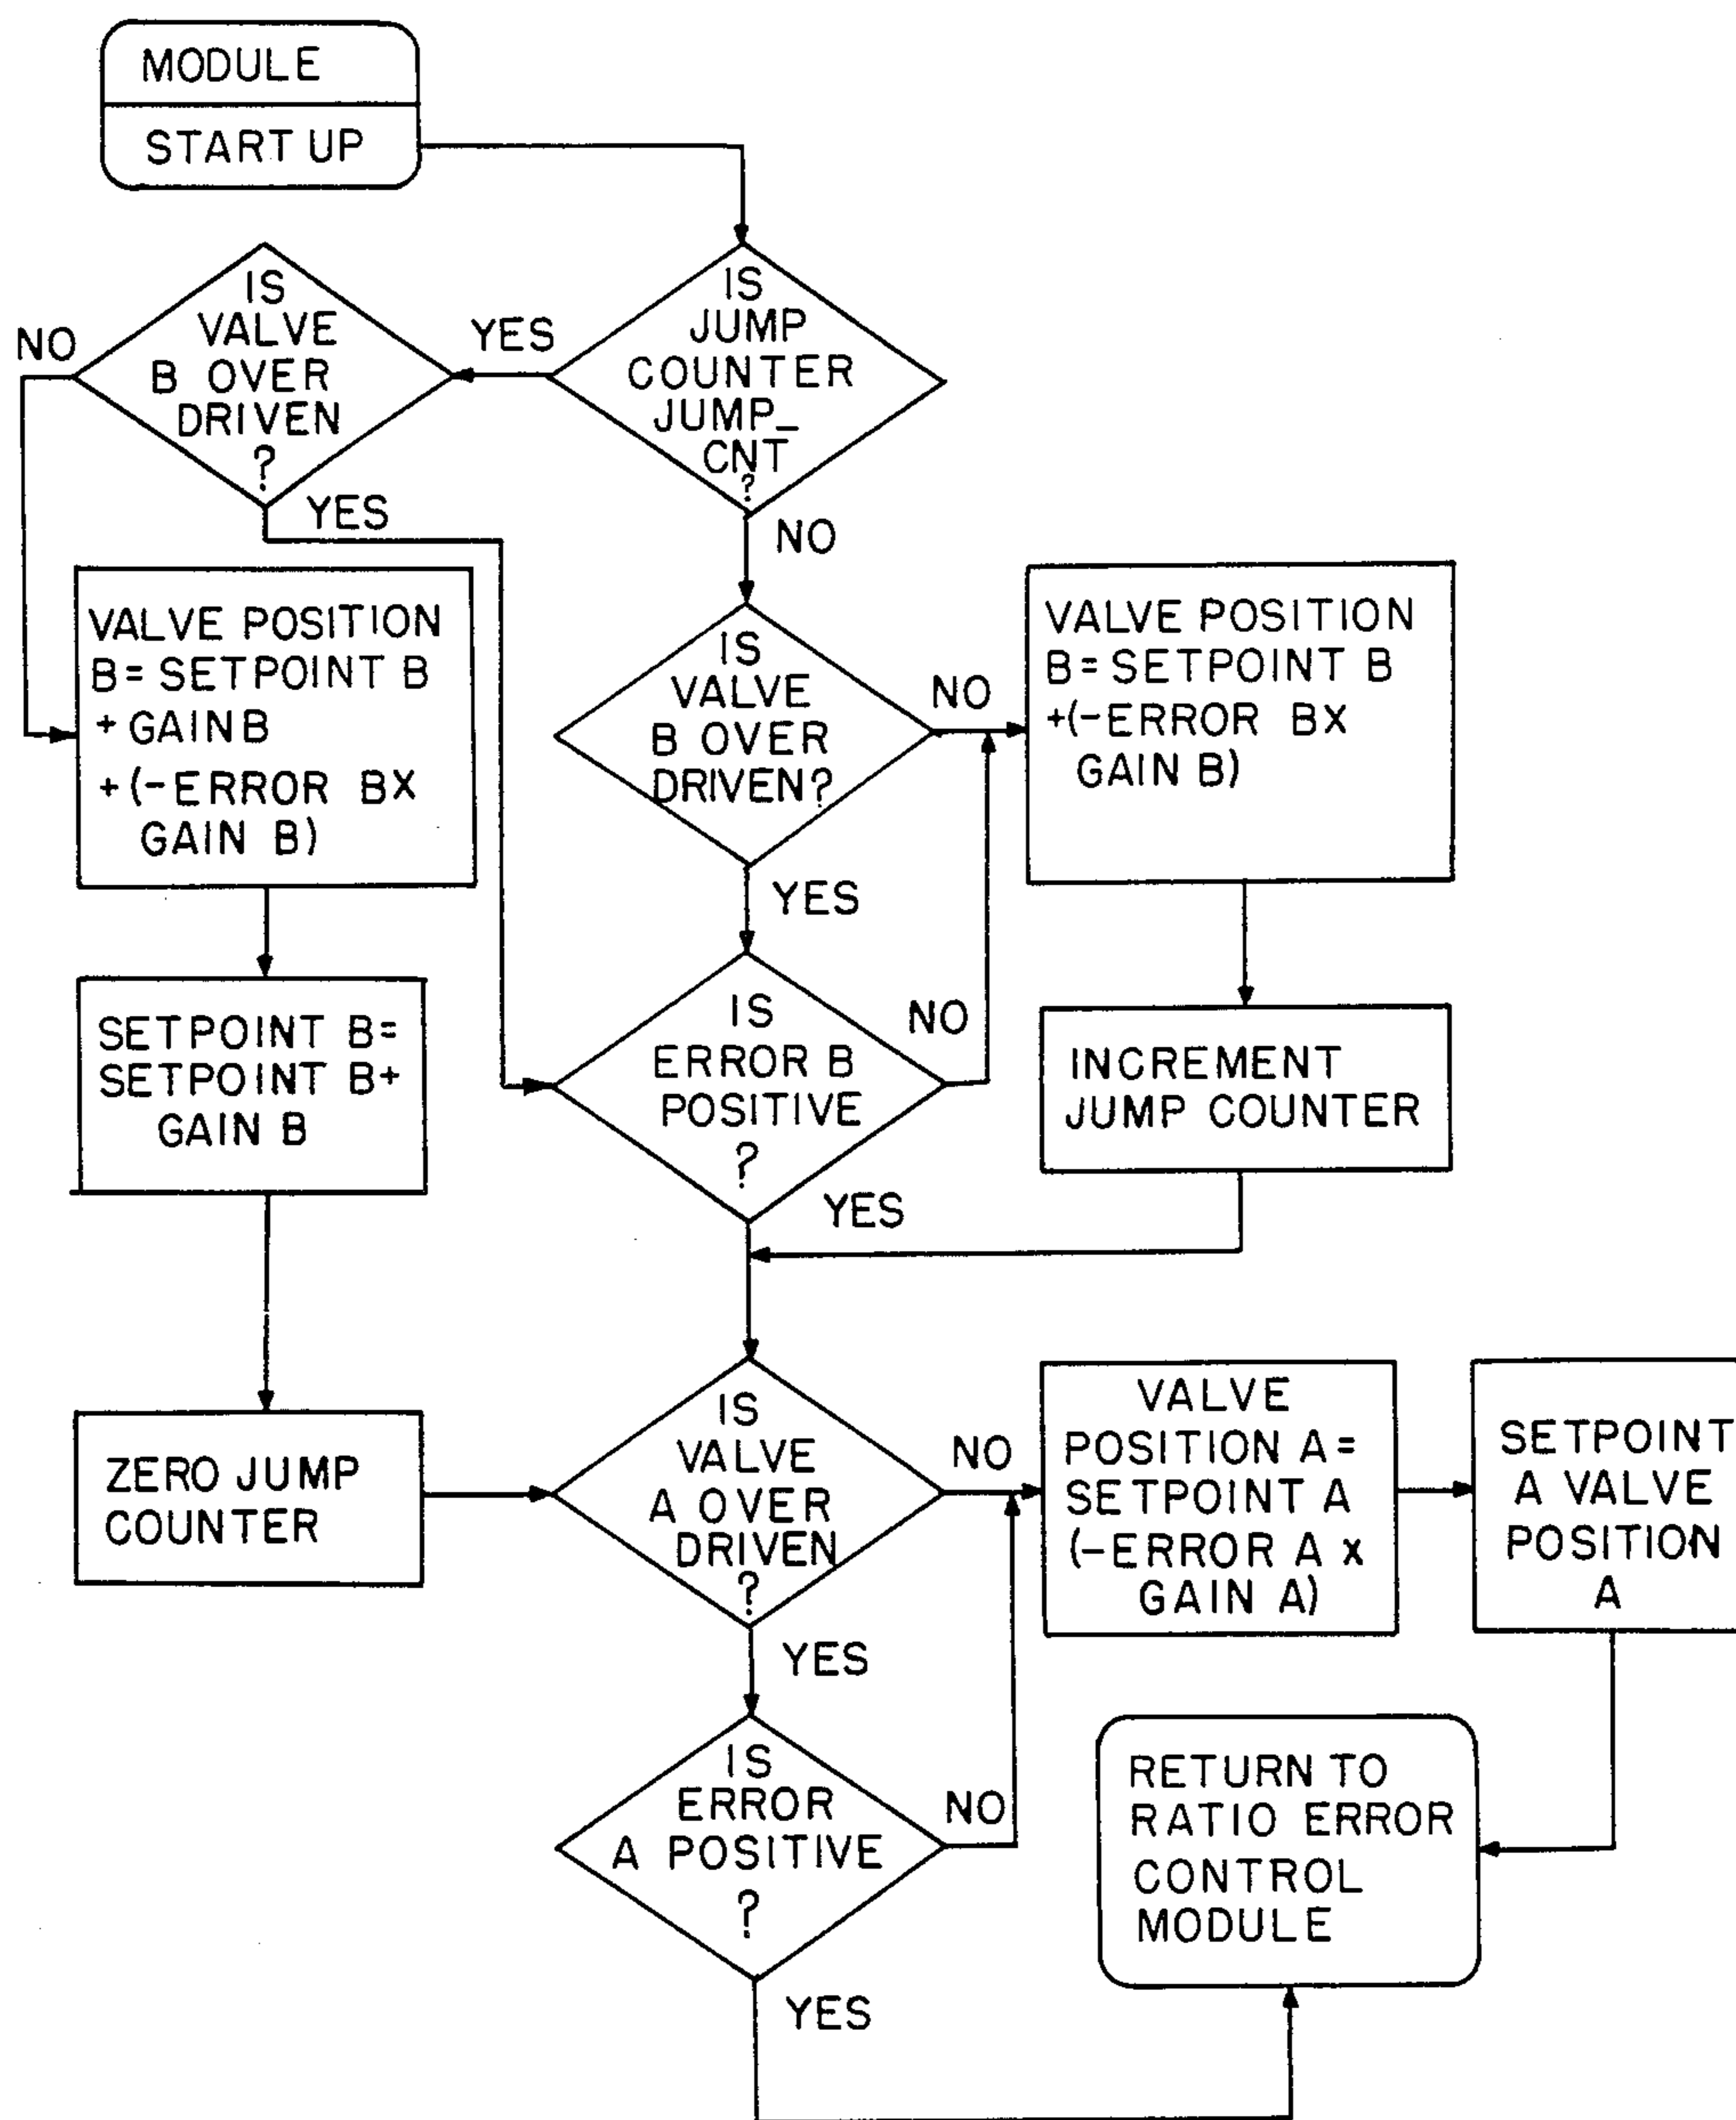 MODULE
START UP
IS
VALVE
B OVER
DRIVEN
?
NO
YES
YES
IS
JUMP
COUNTER
JUMP_
CNT
?
NO
VALVE POSITION
B= SETPOINT B
+ GAIN B
+(-ERROR BX
GAIN B)
IS
VALVE
B OVER
DRIVEN?
NO
YES
VALVE POSITION
B= SETPOINT B
+(-ERROR BX
GAIN B)
SETPOINT B=
SETPOINT B+
GAIN B
IS
ERROR B
POSITIVE
?
NO
YES
INCREMENT
JUMP COUNTER
ZERO JUMP
COUNTER
IS
VALVE
A OVER
DRIVEN
?
NO
YES
VALVE
POSITION A=
SETPOINT A
(-ERROR A x
GAIN A)
SETPOINT
A VALVE
POSITION
A
IS
ERROR
A POSITIVE
?
NO
YES
RETURN TO
RATIO ERROR
CONTROL
MODULE